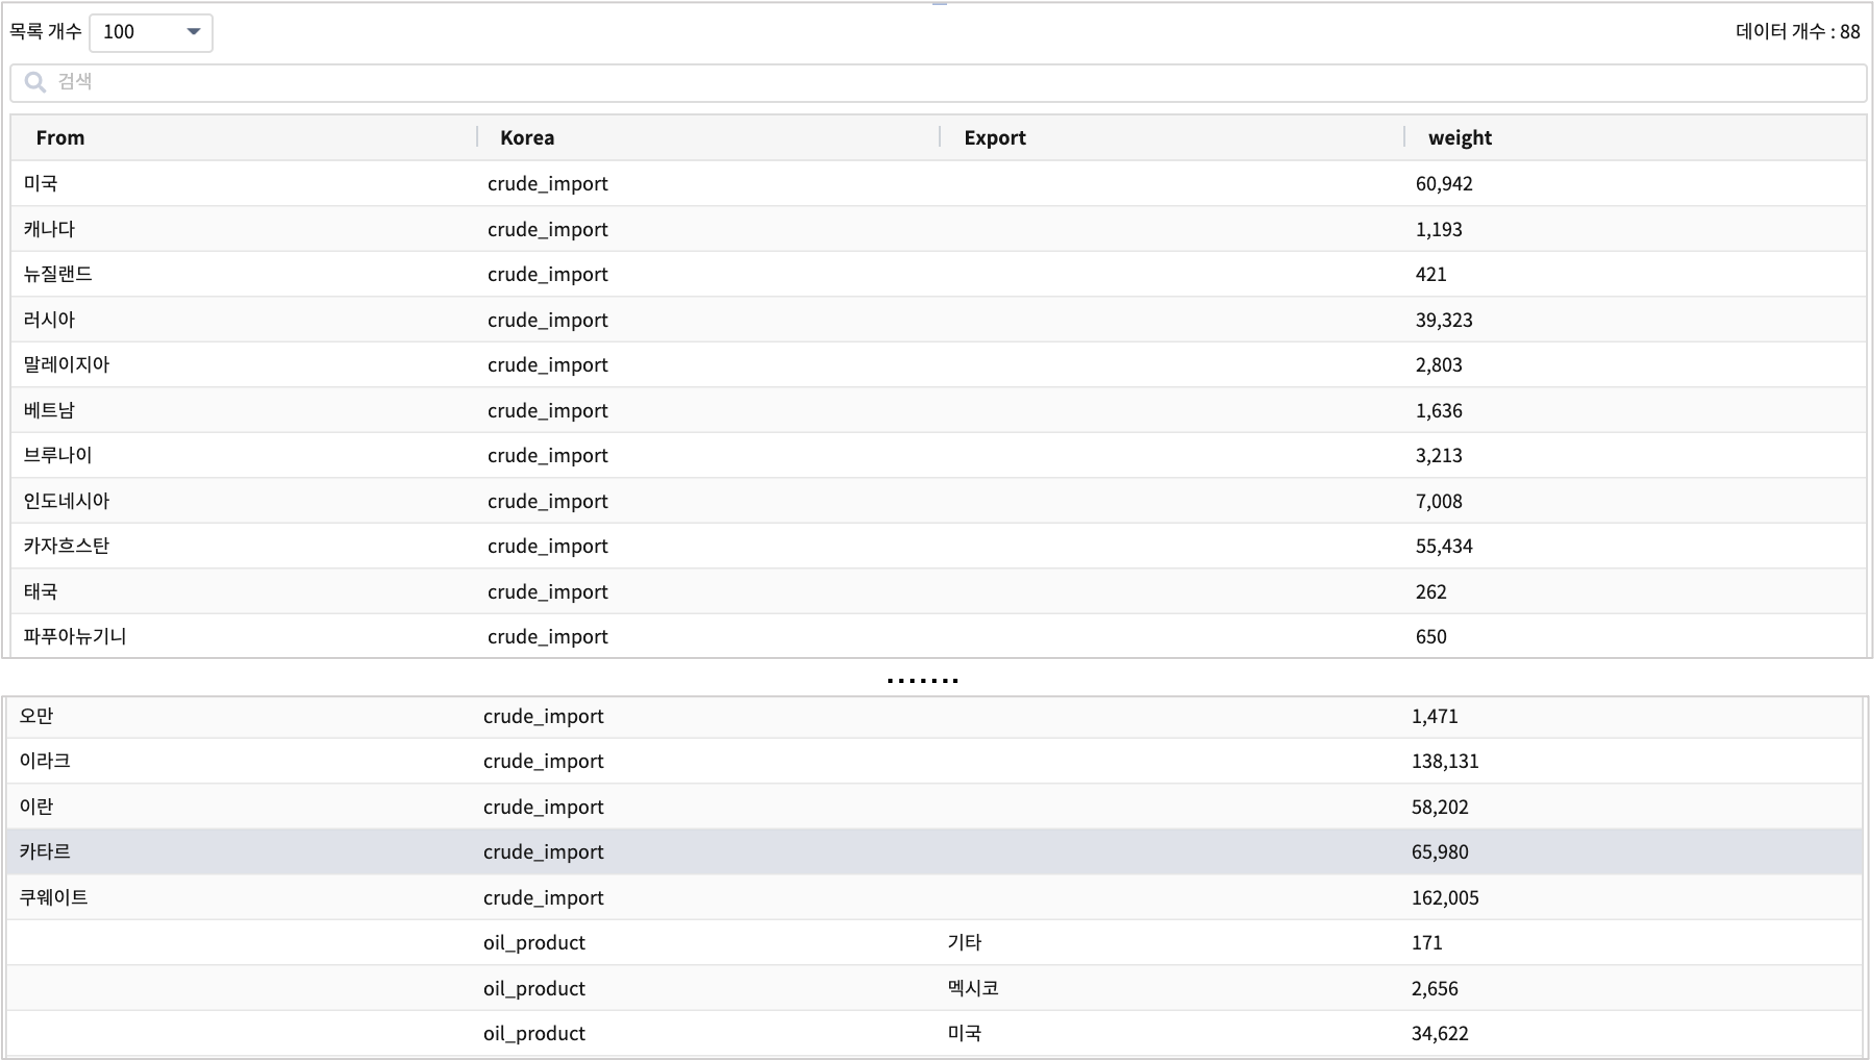 목록 개수 100 데이터 개수 : 88
검색
From Korea Export weight
미국 crude_import 60,942
캐나다 crude_import 1,193
뉴질랜드 crude_import 421
러시아 crude_import 39,323
말레이지아 crude_import 2,803
베트남 crude_import 1,636
브루나이 crude_import 3,213
인도네시아 crude_import 7,008
카자흐스탄 crude_import 55,434
태국 crude_import 262
파푸아뉴기니 crude_import 650
.......
오만 crude_import 1,471
이라크 crude_import 138,131
이란 crude_import 58,202
카타르 crude_import 65,980
쿠웨이트 crude_import 162,005
oil_product 기타 171
oil_product 멕시코 2,656
oil_product 미국 34,622